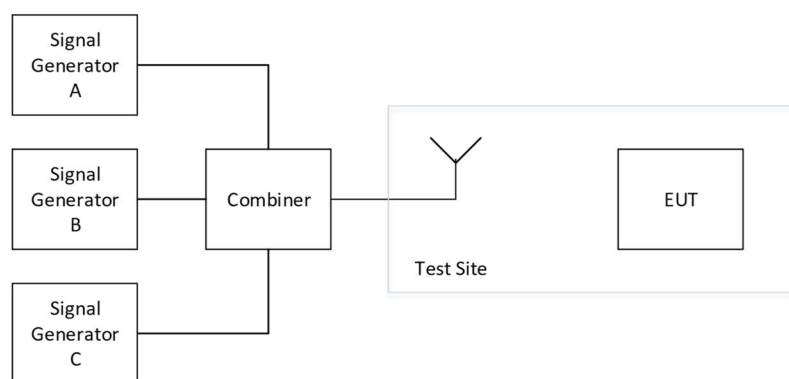 Signal
Generator
A
Signal
Generator
B
Combiner
EUT
Test Site
Signal
Generator
C